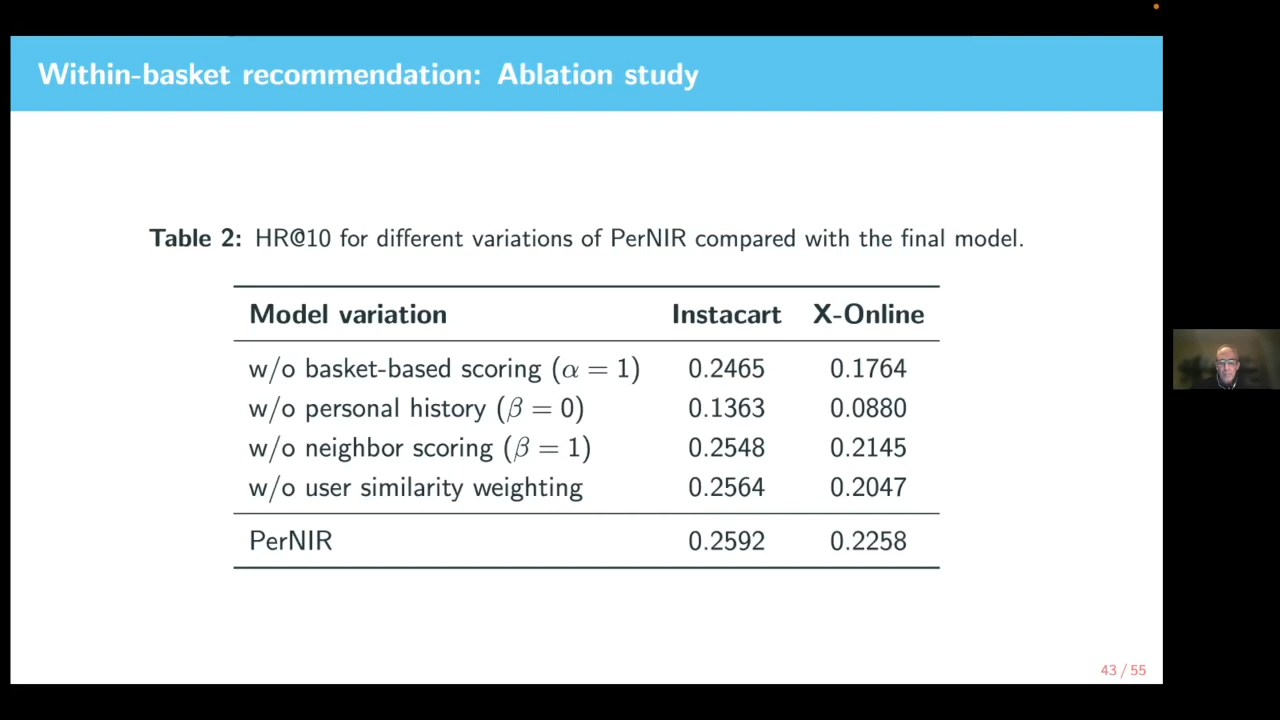 Within-basket recommendation: Ablation study
Table 2: HR@10 for different variations of PerNIR compared with the final model.
Model variation Instacart X-Online
w/o basket-based scoring (α = 1) 0.2465 0.1764
w/o personal history (β = 0) 0.1363 0.0880
w/o neighbor scoring (β = 1) 0.2548 0.2145
w/o user similarity weighting 0.2564 0.2047
PerNIR 0.2592 0.2258
43 / 55